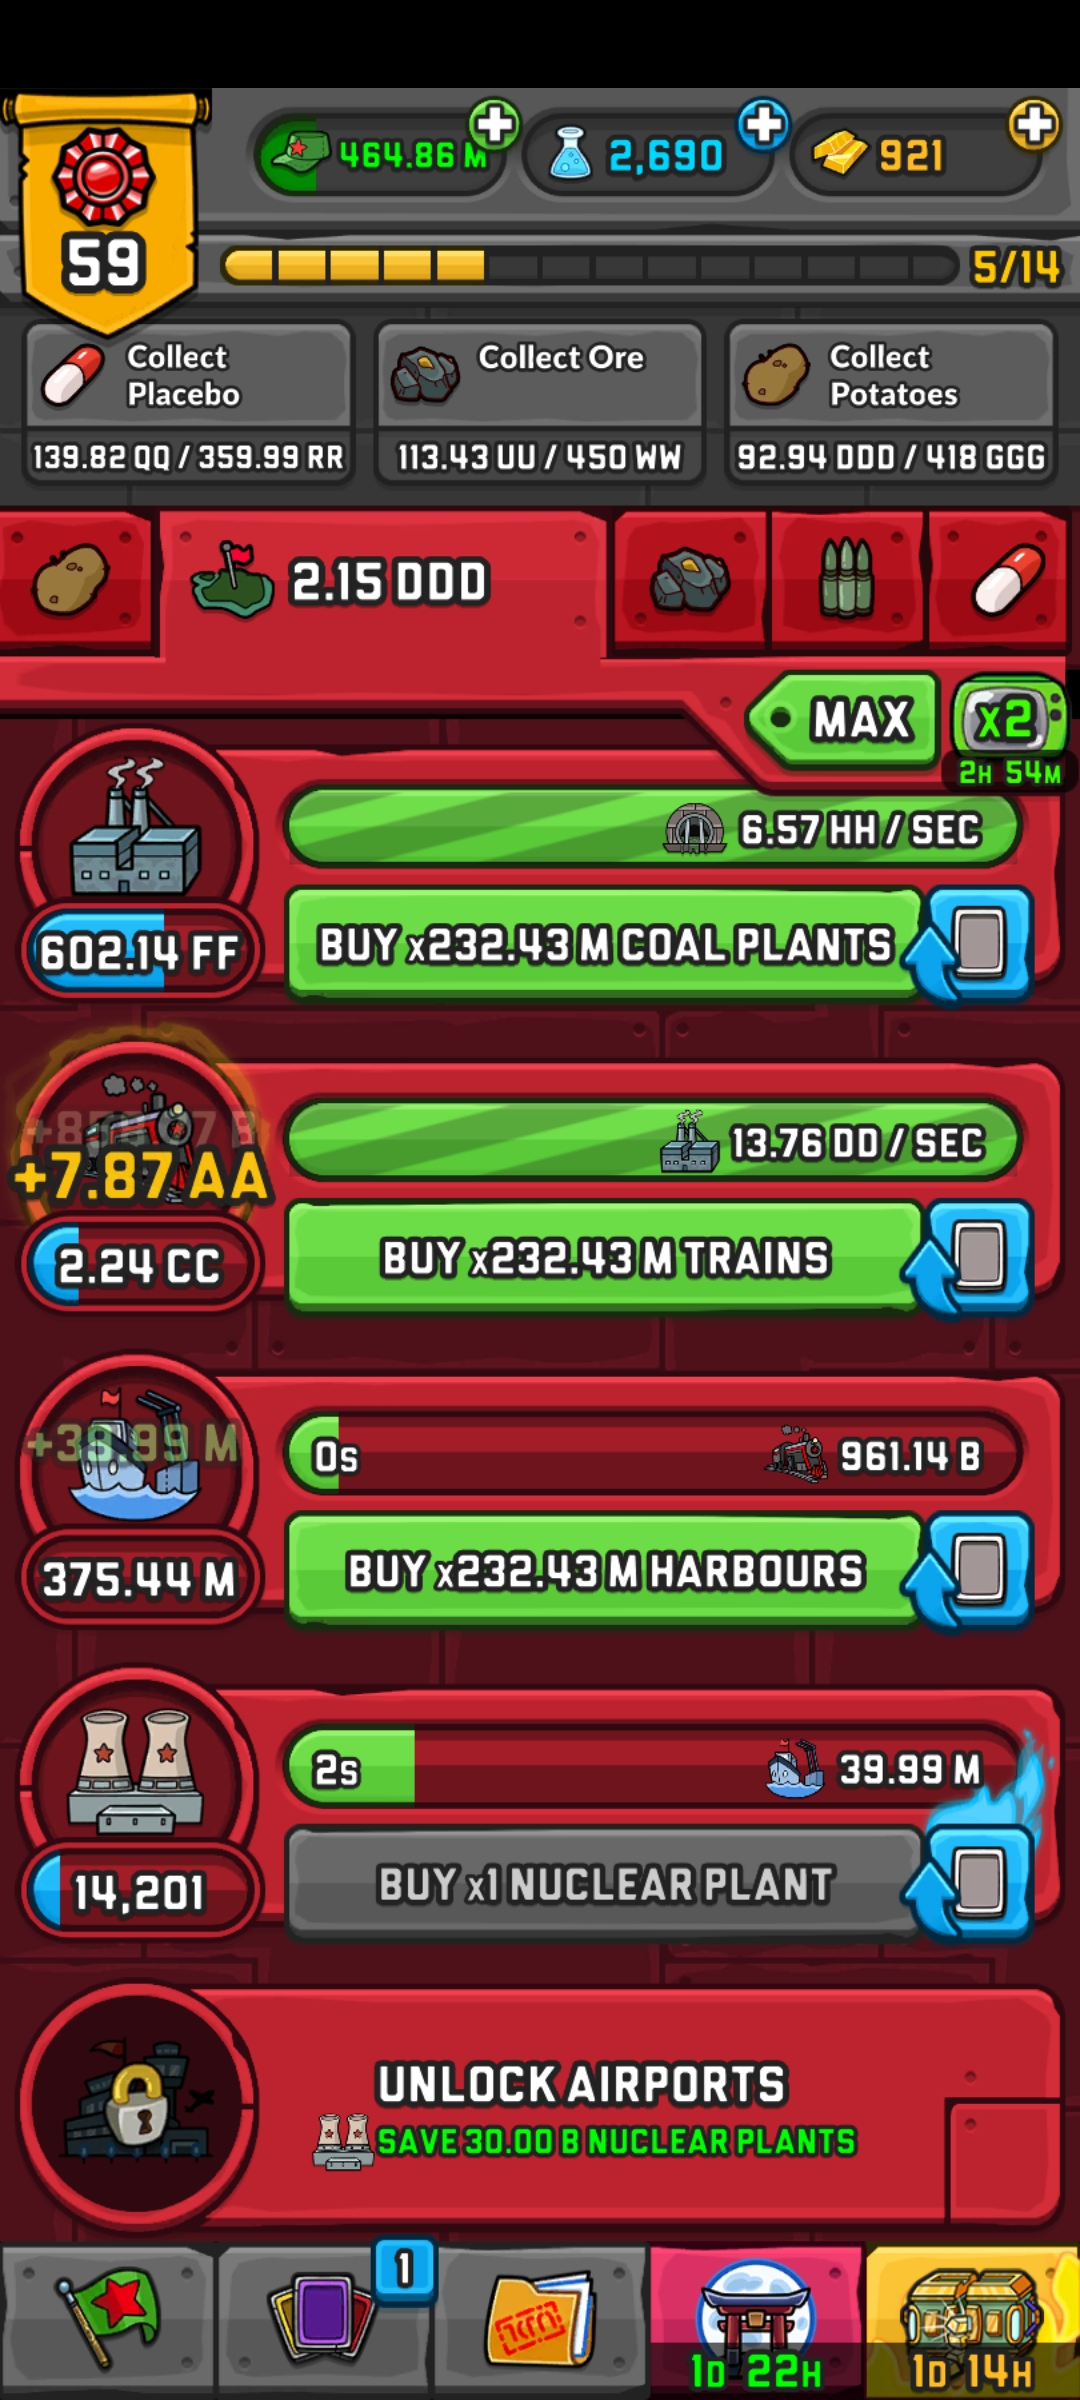 464.86 M
2,690
921
59
5/14
Collect
Placebo
139.82 QQ / 359.99 RR
Collect Ore
113.43 UU / 450 WW
Collect
Potatoes
92.94 DDD / 418 GGG
2.15 DDD
MAX
x2
2H 54M
6.57 HH / SEC
602.14 FF
BUY x232.43 M COAL PLANTS
+7.87 AA
13.76 DD / SEC
2.24 CC
BUY x232.43 M TRAINS
+39.99 M
0s
961.14 B
375.44 M
BUY x232.43 M HARBOURS
2s
39.99 M
14,201
BUY x1 NUCLEAR PLANT
UNLOCK AIRPORTS
SAVE 30.00 B NUCLEAR PLANTS
1
1D 22H
1D 14H